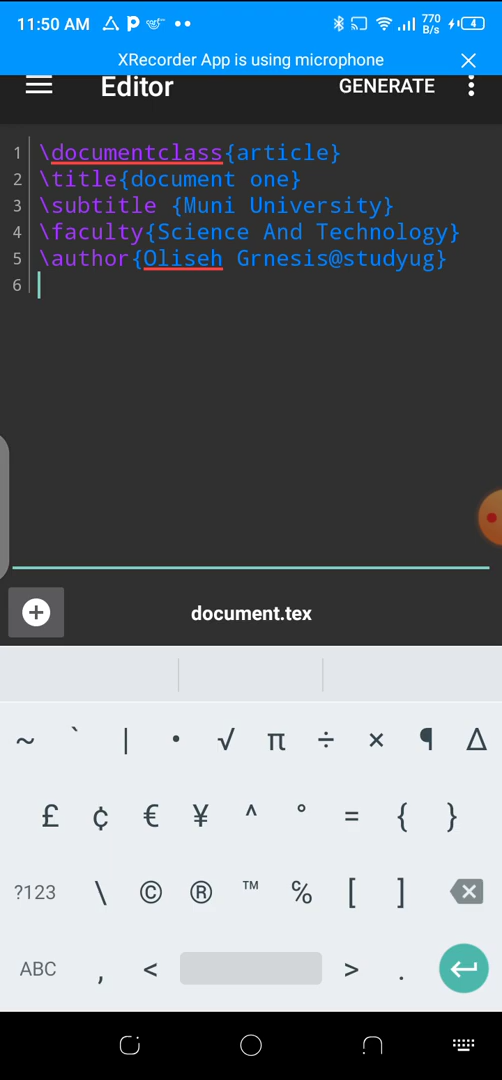 11:50 AM 770 B/s 4
XRecorder App is using microphone
Editor GENERATE
1 \documentclass{article}
2 \title{document one}
3 \subtitle {Muni University}
4 \faculty{Science And Technology}
5 \author{Oliseh Grnesis@studyug}
6
document.tex
~ ` | • √ π ÷ × ¶ Δ
£ ¢ € ¥ ^ ° = { }
?123 \ © ® ™ ℅ [ ]
ABC , < > .